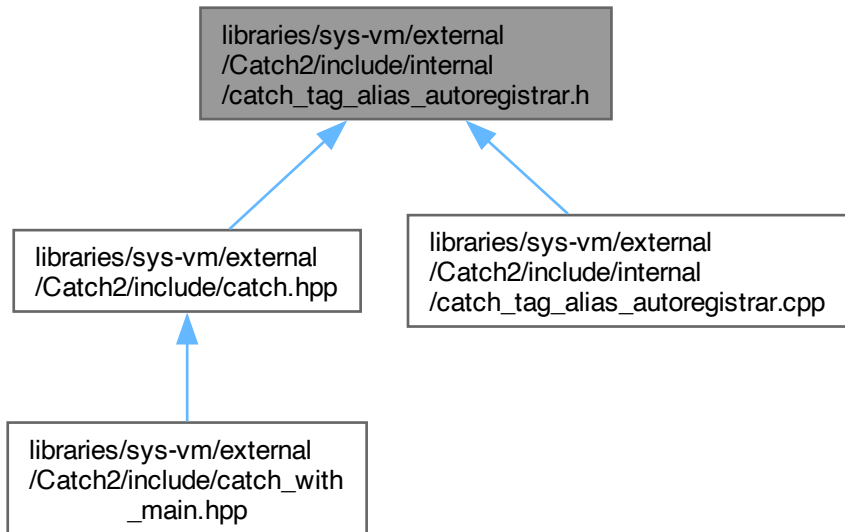 libraries/sys-vm/external
/Catch2/include/internal
/catch_tag_alias_autoregistrar.h
libraries/sys-vm/external
/Catch2/include/catch.hpp
libraries/sys-vm/external
/Catch2/include/internal
/catch_tag_alias_autoregistrar.cpp
libraries/sys-vm/external
/Catch2/include/catch_with
_main.hpp